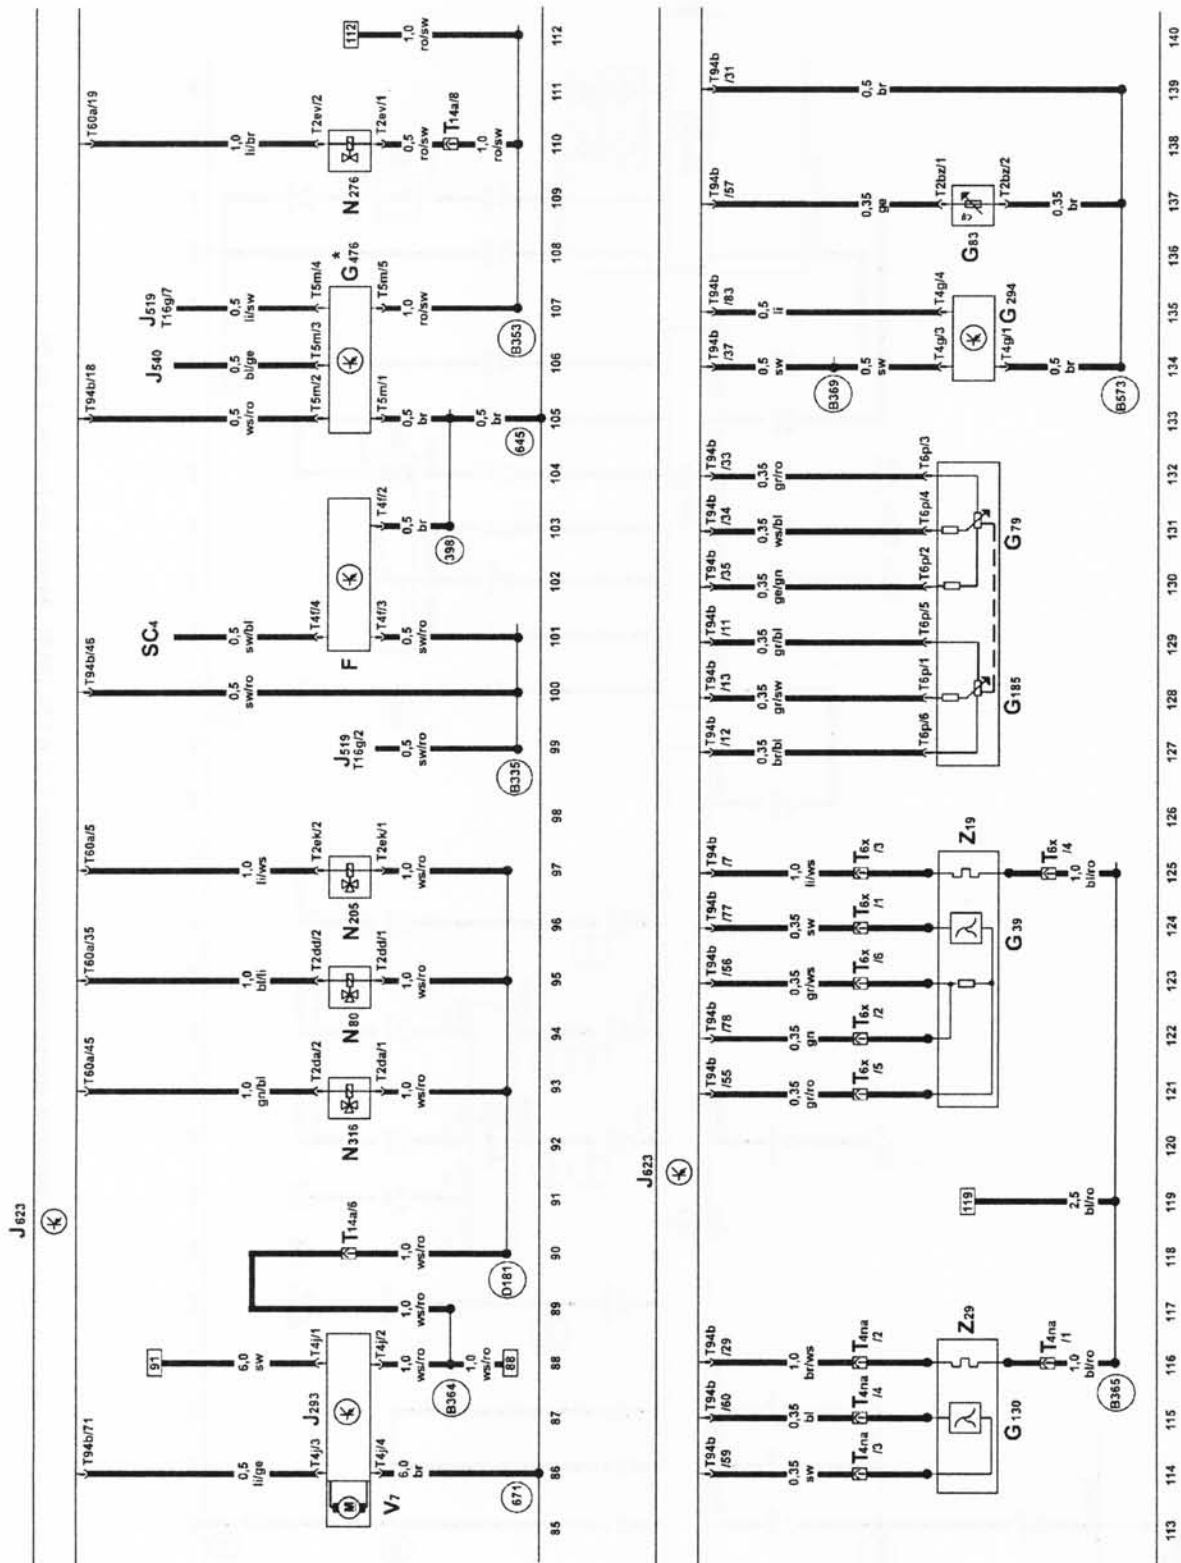 J623
T94b/71 T60a/45 T60a/35 T60a/5 T94b/46 T94b/18 T60a/19
91 SC4 J540 J519 T16g/7
0,5 li/ge 6,0 sw 1,0 gn/bl 1,0 bl/li 1,0 li/ws 0,5 sw/ro 0,5 sw/bl 0,5 ws/ro 0,5 bl/ge 0,5 li/sw 1,0 li/br
T4j/3 J293 T4j/1 T2da/2 T2dd/2 T2ek/2 T4f/4 T5m/2 T5m/3 T5m/4 T2ev/2
M T14a/6 J519 T16g/2 112
V7 T4j/4 T4j/2 N316 T2da/1 N80 T2dd/1 N205 T2ek/1 F T4f/3 T4f/2 T5m/1 G476 * T5m/5 N276 T2ev/1
6,0 br 1,0 ws/ro 1,0 ws/ro 1,0 ws/ro 1,0 ws/ro 1,0 ws/ro 1,0 ws/ro 0,5 sw/ro 0,5 sw/ro 0,5 br 0,5 br 1,0 ro/sw 0,5 ro/sw 1,0 ro/sw
B364 398 T14a/8
1,0 ws/ro 0,5 br 1,0 ro/sw
671 88 D181 B335 645 B353
85 86 87 88 89 90 91 92 93 94 95 96 97 98 99 100 101 102 103 104 105 106 107 108 109 110 111 112
J623
T94b/59 T94b/60 T94b/29 T94b/55 T94b/78 T94b/56 T94b/77 T94b/7 T94b/12 T94b/13 T94b/11 T94b/35 T94b/34 T94b/33 T94b/37 T94b/83 T94b/57 T94b/31
0,35 sw 0,35 bl 1,0 br/ws 0,35 gr/ro 0,35 gn 0,35 gr/ws 0,35 sw 1,0 li/ws 0,35 br/bl 0,35 gr/sw 0,35 gr/bl 0,35 ge/gn 0,35 ws/bl 0,35 gr/ro 0,5 sw 0,5 li 0,35 ge 0,5 br
B369
T4na/3 T4na/4 T4na/2 T6x/5 T6x/2 T6x/6 T6x/1 T6x/3 0,5 sw
T6p/6 T6p/1 T6p/5 T6p/2 T6p/4 T6p/3 T4g/3 T4g/4 T2bz/1
Z29 119 Z19
G130 G39 G185 G79 G294 G83
T4na/1 T6x/4 T4g/1 T2bz/2
1,0 bl/ro 2,5 bl/ro 1,0 bl/ro 0,5 br 0,35 br
B365 B573
113 114 115 116 117 118 119 120 121 122 123 124 125 126 127 128 129 130 131 132 133 134 135 136 137 138 139 140